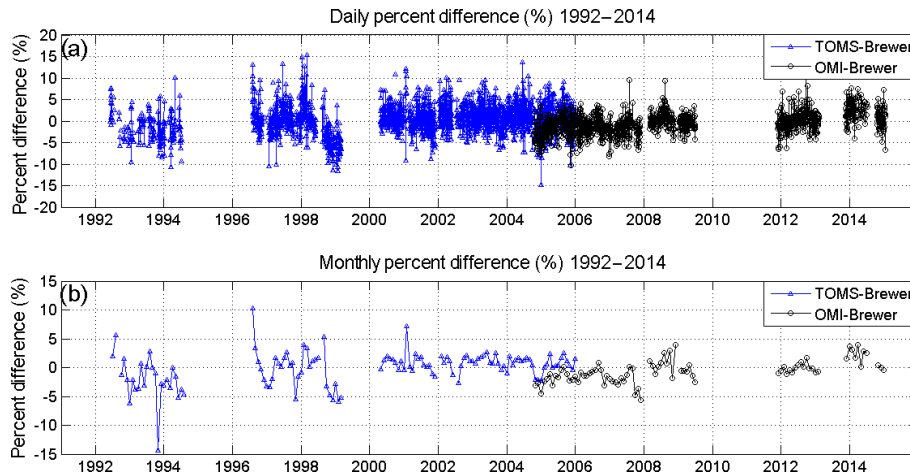 Daily percent difference (%) 1992−2014
(a)
Percent difference (%)
20
15
10
5
0
−5
−10
−15
−20
TOMS-Brewer
OMI-Brewer
1992 1994 1996 1998 2000 2002 2004 2006 2008 2010 2012 2014
Monthly percent difference (%) 1992−2014
(b)
Percent difference (%)
15
10
5
0
−5
−10
−15
TOMS-Brewer
OMI-Brewer
1992 1994 1996 1998 2000 2002 2004 2006 2008 2010 2012 2014